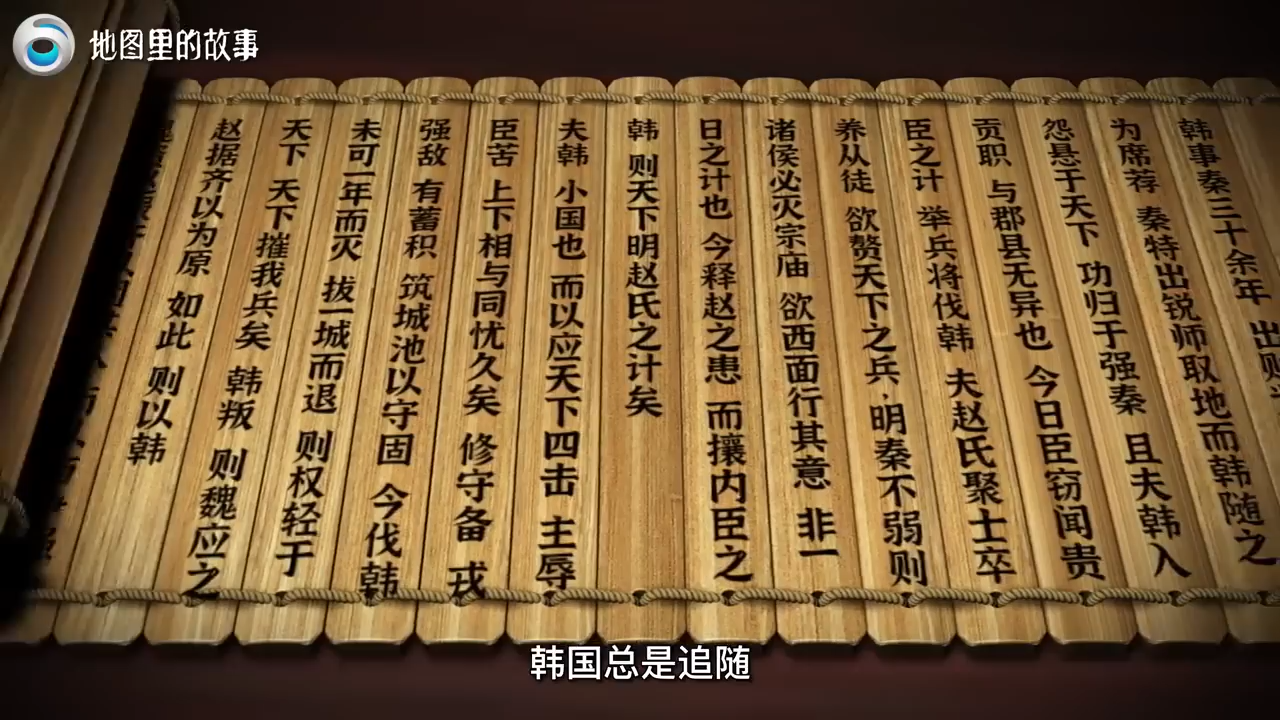 地图里的故事
韩事秦三十余年 出则
为席荐 秦特出锐师取地而韩随之
怨悬于天下 功归于强秦 且夫韩入
贡职 与郡县无异也 今日臣窃闻贵
臣之计 举兵将伐韩 夫赵氏聚士卒
养从徒 欲赘天下之兵，明秦不弱则
诸侯必灭宗庙 欲西面行其意 非一
日之计也 今释赵之患 而攘内臣之
韩 则天下明赵氏之计矣
夫韩 小国也 而以应天下四击 主辱
臣苦 上下相与同忧久矣 修守备 戎
强敌 有蓄积 筑城池以守固 今伐韩
未可一年而灭 拔一城而退 则权轻于
天下 天下摧我兵矣 韩叛 则魏应之
赵据齐以为原 如此 则以韩
韩国总是追随